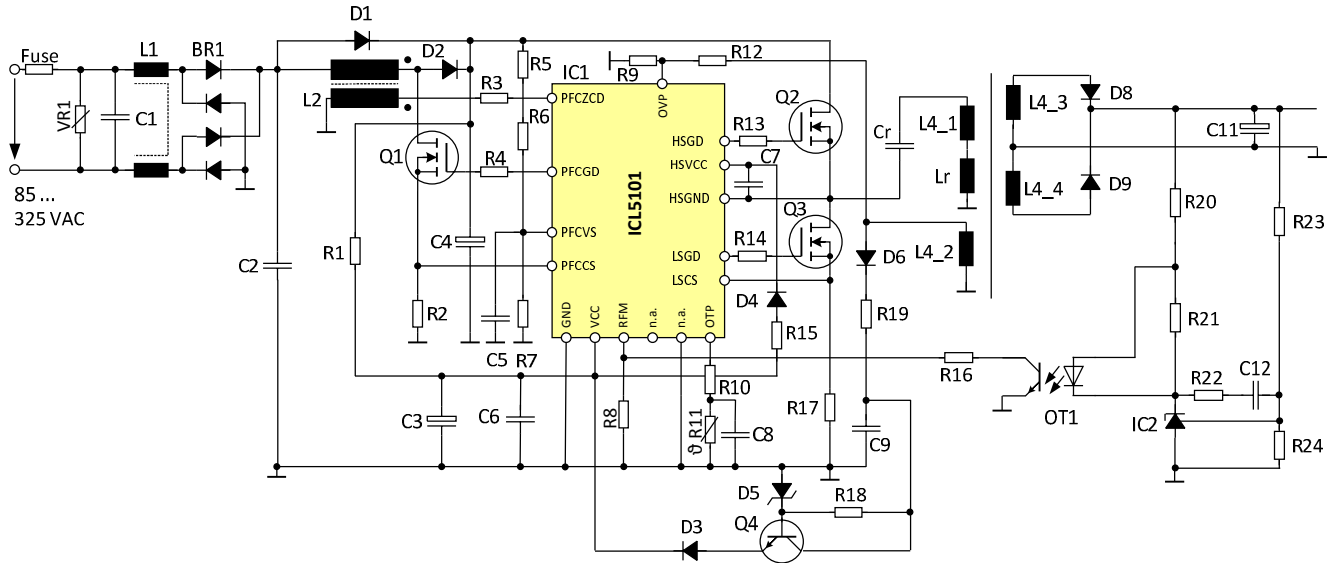 Fuse
L1
BR1
VR1
C1
85 ...
325 VAC
C2
D1
D2
L2
R3
R5
R6
Q1
R4
R1
C4
R2
C5
R7
C3
C6
IC1
ICL5101
PFCZCD
PFCGD
PFCVS
PFCCS
GND
VCC
RFM
n.a.
n.a.
OTP
OVP
HSGD
HSVCC
HSGND
LSGD
LSCS
R9
R12
R13
Q2
C7
Q3
R14
D4
R15
R8
R10
ϑ R11
C8
R17
D6
R19
C9
D5
R18
Q4
D3
Cr
L4_1
Lr
L4_2
L4_3
L4_4
D8
D9
C11
R20
R23
R21
R16
OT1
R22
C12
IC2
R24